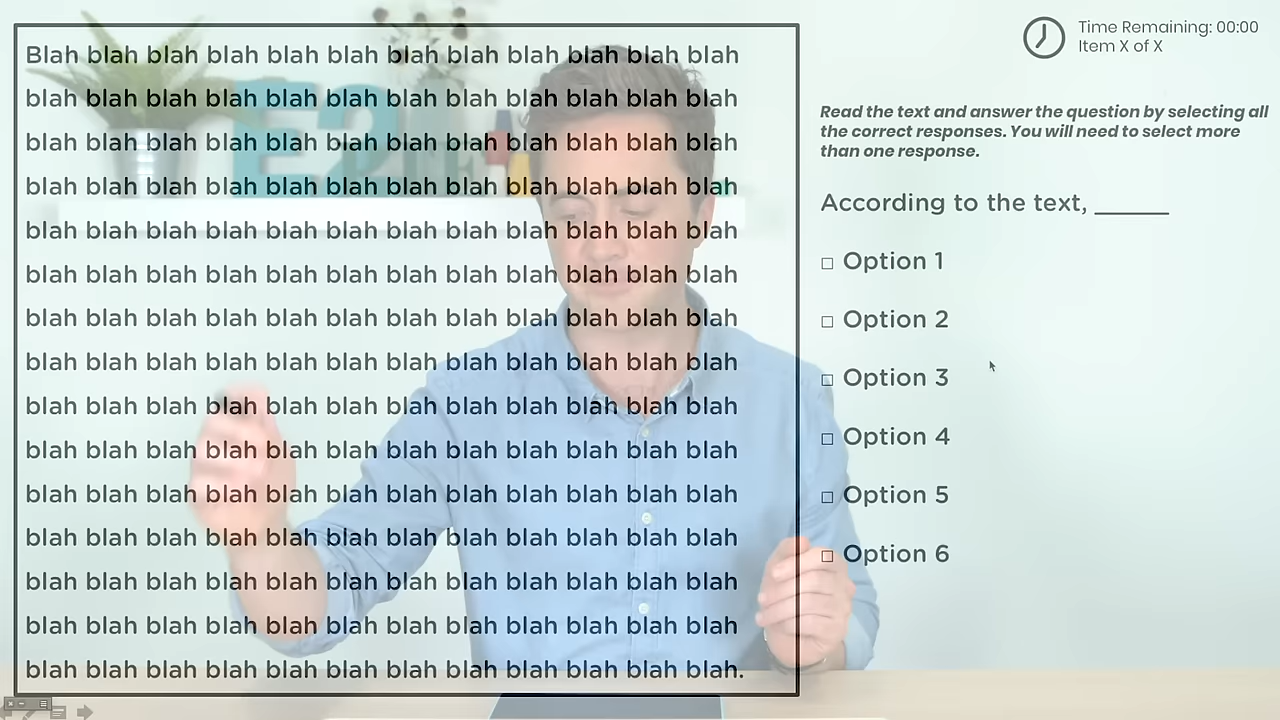 Blah blah blah blah blah blah blah blah blah blah blah blah
blah blah blah blah blah blah blah blah blah blah blah blah
blah blah blah blah blah blah blah blah blah blah blah blah
blah blah blah blah blah blah blah blah blah blah blah blah
blah blah blah blah blah blah blah blah blah blah blah blah
blah blah blah blah blah blah blah blah blah blah blah blah
blah blah blah blah blah blah blah blah blah blah blah blah
blah blah blah blah blah blah blah blah blah blah blah blah
blah blah blah blah blah blah blah blah blah blah blah blah
blah blah blah blah blah blah blah blah blah blah blah blah
blah blah blah blah blah blah blah blah blah blah blah blah
blah blah blah blah blah blah blah blah blah blah blah blah
blah blah blah blah blah blah blah blah blah blah blah blah
blah blah blah blah blah blah blah blah blah blah blah blah
blah blah blah blah blah blah blah blah blah blah blah blah.
Time Remaining: 00:00
Item X of X
Read the text and answer the question by selecting all
the correct responses. You will need to select more
than one response.
According to the text, ______
Option 1
Option 2
Option 3
Option 4
Option 5
Option 6